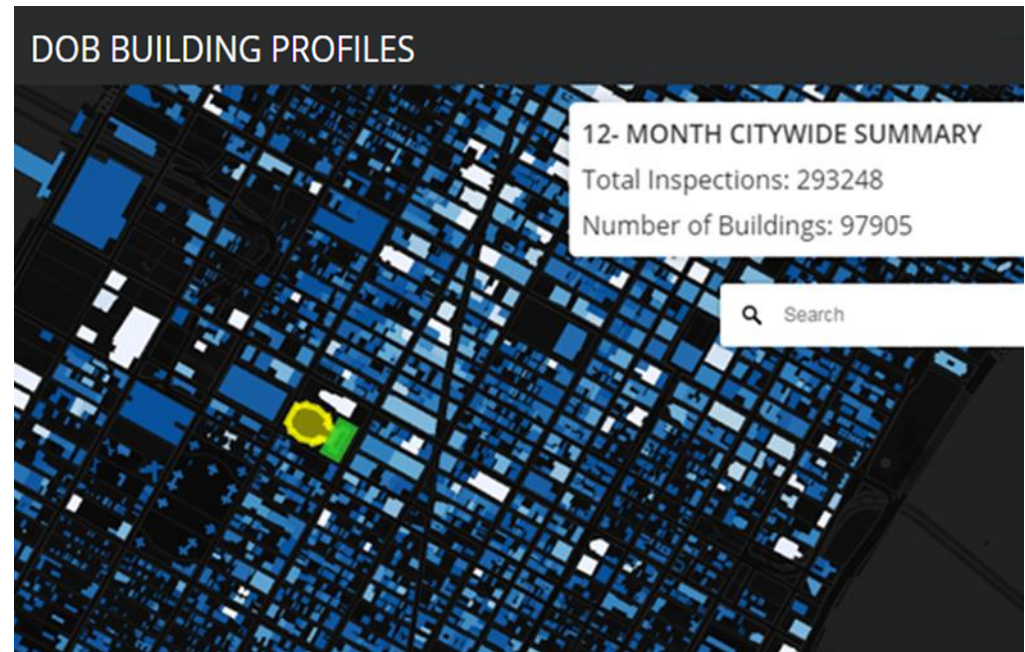 DOB BUILDING PROFILES
12- MONTH CITYWIDE SUMMARY
Total Inspections: 293248
Number of Buildings: 97905
Search